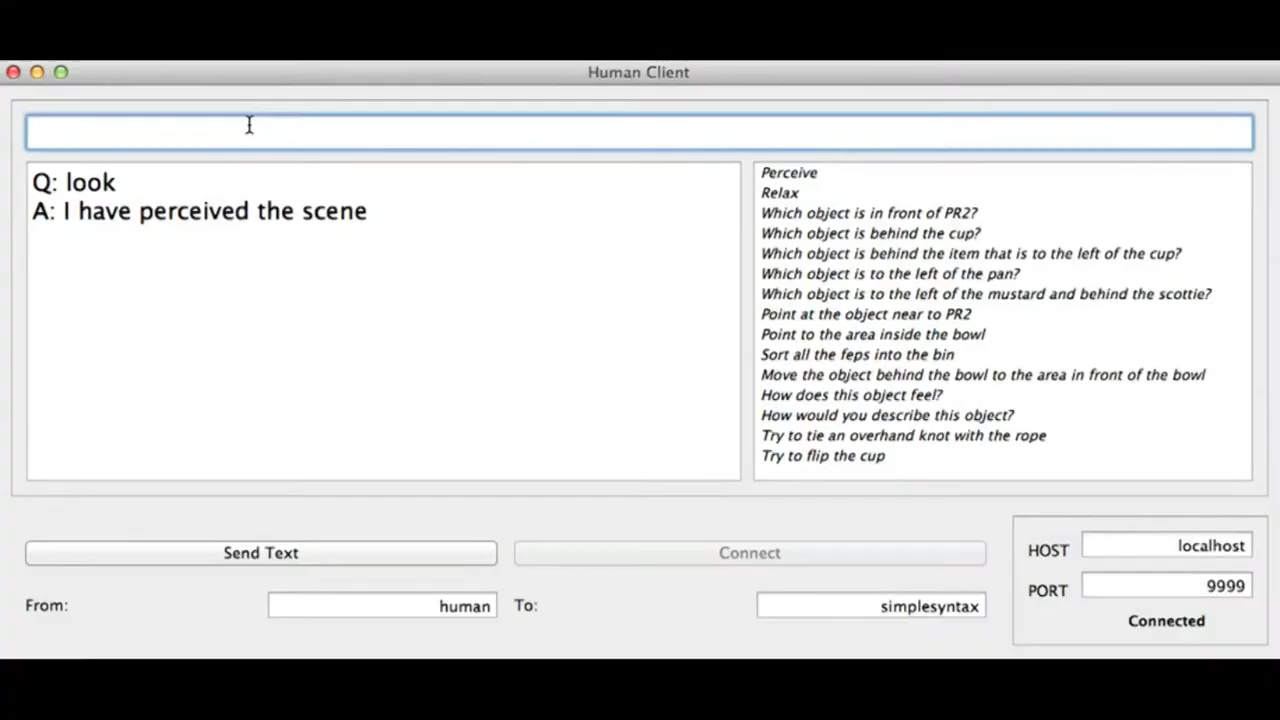 Human Client
Q: look
A: I have perceived the scene
Perceive
Relax
Which object is in front of PR2?
Which object is behind the cup?
Which object is behind the item that is to the left of the cup?
Which object is to the left of the pan?
Which object is to the left of the mustard and behind the scottie?
Point at the object near to PR2
Point to the area inside the bowl
Sort all the feps into the bin
Move the object behind the bowl to the area in front of the bowl
How does this object feel?
How would you describe this object?
Try to tie an overhand knot with the rope
Try to flip the cup
Send Text
Connect
HOST localhost
PORT 9999
Connected
From: human To: simplesyntax